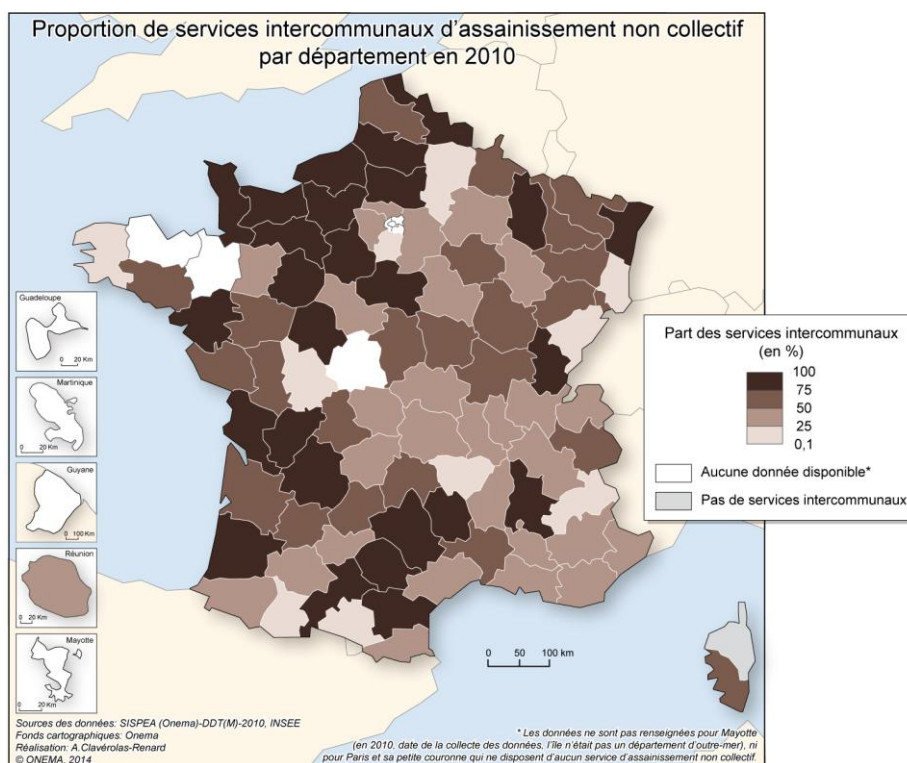 Proportion de services intercommunaux d'assainissement non collectif
par département en 2010
Guadeloupe
0 20 Km
Martinique
0 20 Km
Guyane
0 100 Km
Réunion
0 20 Km
Mayotte
0 20 Km
Part des services intercommunaux
(en %)
100
75
50
25
0,1
Aucune donnée disponible*
Pas de services intercommunaux
0 50 100 km
Sources des données: SISPEA (Onema)-DDT(M)-2010, INSEE
Fonds cartographiques: Onema
Réalisation: A.Clavérolas-Renard
© ONEMA, 2014
* Les données ne sont pas renseignées pour Mayotte
(en 2010, date de la collecte des données, l'île n'était pas un département d'outre-mer), ni
pour Paris et sa petite couronne qui ne disposent d'aucun service d'assainissement non collectif.